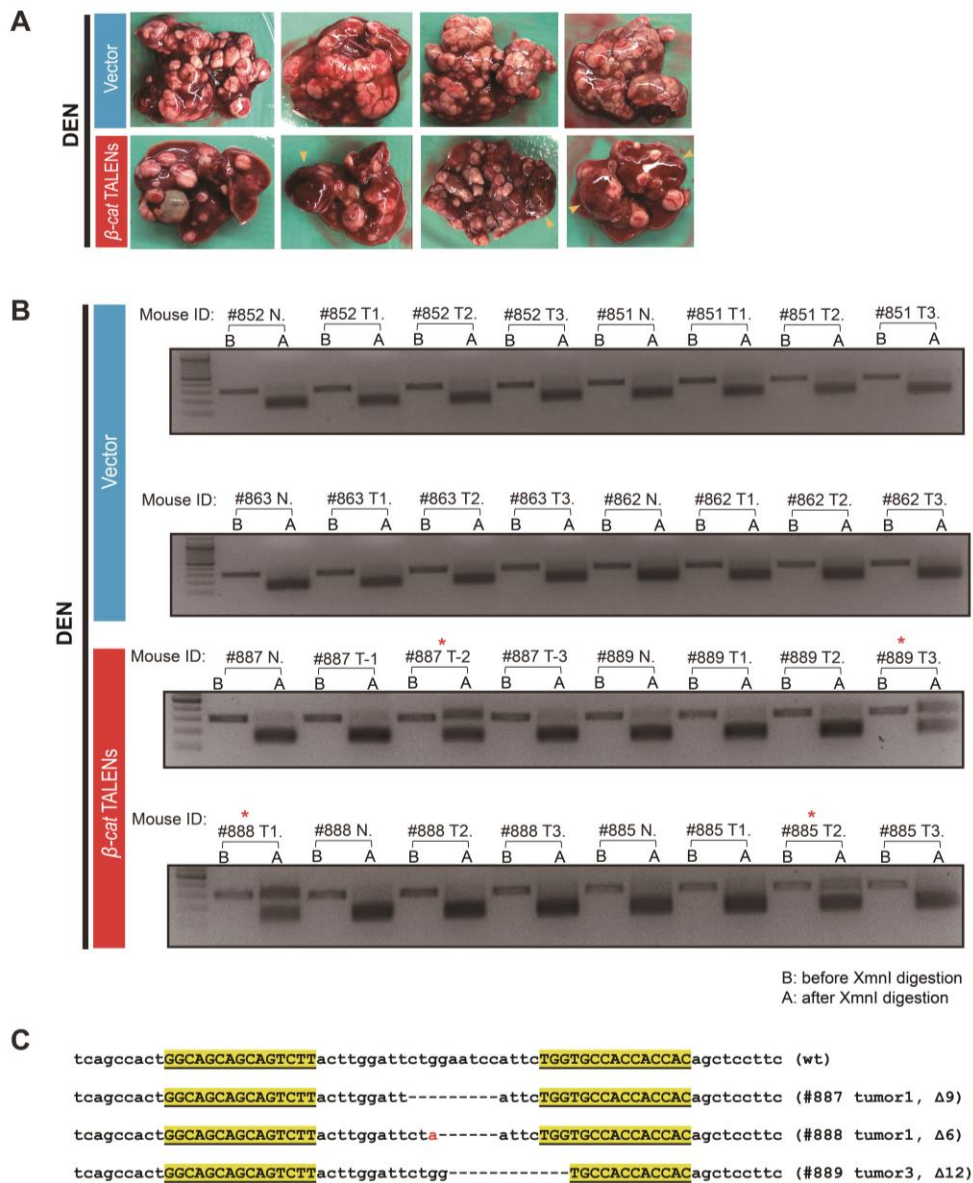 A
DEN
Vector
β-cat TALENs
B
DEN
Vector
Mouse ID: #852 N. #852 T1. #852 T2. #852 T3. #851 N. #851 T1. #851 T2. #851 T3.
B A B A B A B A B A B A B A B A
Mouse ID: #863 N. #863 T1. #863 T2. #863 T3. #862 N. #862 T1. #862 T2. #862 T3.
B A B A B A B A B A B A B A B A
β-cat TALENs
* *
Mouse ID: #887 N. #887 T-1 #887 T-2 #887 T-3 #889 N. #889 T1. #889 T2. #889 T3.
B A B A B A B A B A B A B A B A
* *
Mouse ID: #888 T1. #888 N. #888 T2. #888 T3. #885 N. #885 T1. #885 T2. #885 T3.
B A B A B A B A B A B A B A B A
B: before XmnI digestion
A: after XmnI digestion
C
tcagccactGGCAGCAGCAGTCTTacttggattctggaatccattcTGGTGCCACCACCACagctccttc (wt)
tcagccactGGCAGCAGCAGTCTTacttggatt---------attcTGGTGCCACCACCACagctccttc (#887 tumor1, Δ9)
tcagccactGGCAGCAGCAGTCTTacttggattcta------attcTGGTGCCACCACCACagctccttc (#888 tumor1, Δ6)
tcagccactGGCAGCAGCAGTCTTacttggattctgg------------TGCCACCACCACagctccttc (#889 tumor3, Δ12)